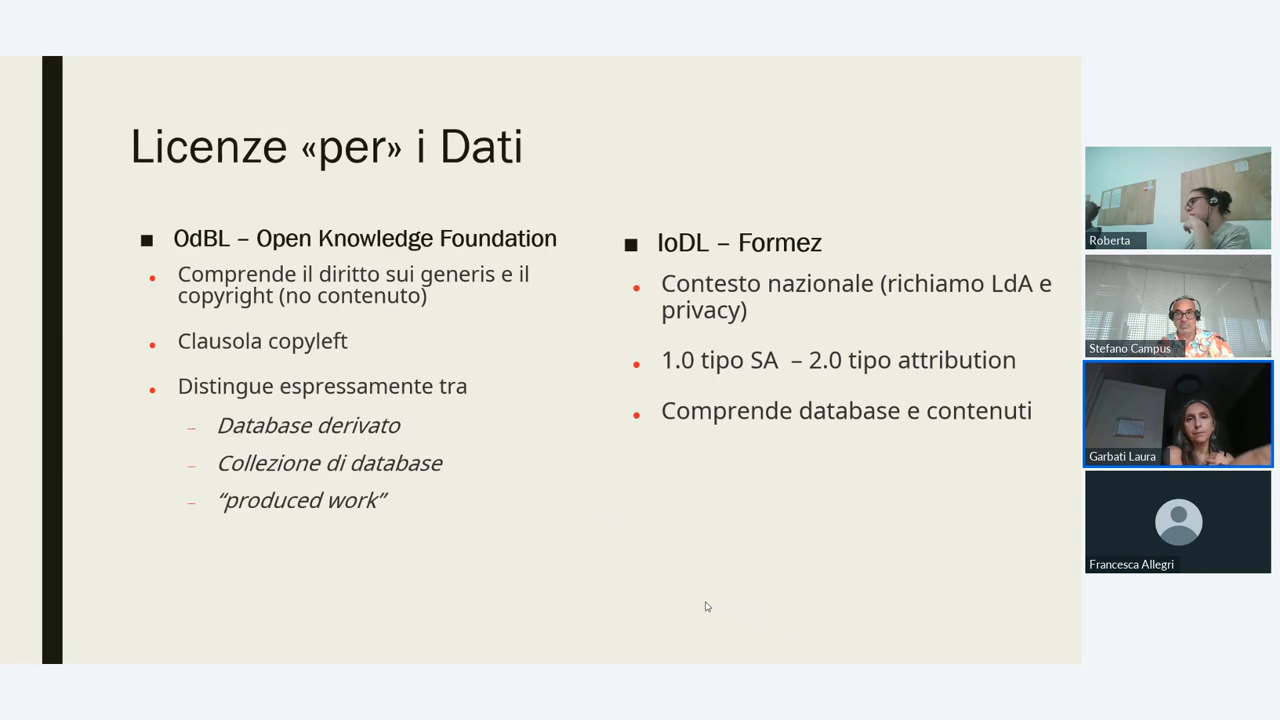 Licenze «per» i Dati
■ OdBL – Open Knowledge Foundation
• Comprende il diritto sui generis e il
copyright (no contenuto)
• Clausola copyleft
• Distingue espressamente tra
– Database derivato
– Collezione di database
– “produced work”
■ IoDL – Formez
• Contesto nazionale (richiamo LdA e
privacy)
• 1.0 tipo SA – 2.0 tipo attribution
• Comprende database e contenuti
Roberta
Stefano Campus
Garbati Laura
Francesca Allegri